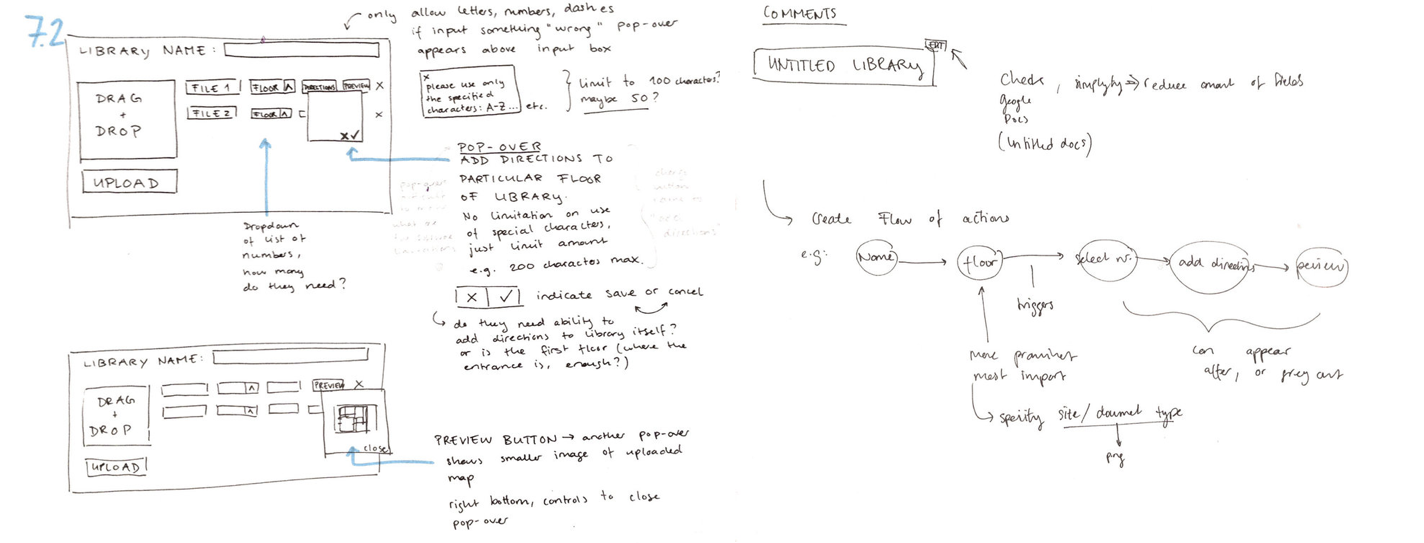 7.2
LIBRARY NAME:
DRAG
+
DROP
UPLOAD
FILE 1
FLOOR
DIRECTIONS
PREVIEW
X
FILE 2
FLOOR
X
X ✓
only allow letters, numbers, dashes
if input something "wrong" pop-over
appears above input box
X
please use only
the specified
characters: A-Z... etc.
limit to 100 characters?
maybe 50?
Dropdown
of list of
numbers,
how many
do they need?
POP-OVER
ADD DIRECTIONS TO
PARTICULAR FLOOR
OF LIBRARY.
No limitation on use
of special characters,
just limit amount
e.g. 200 characters max.
X ✓ indicate save or cancel
do they need ability to
add directions to library itself?
or is the first floor (where the
entrance is, enough?)
LIBRARY NAME:
DRAG
+
DROP
UPLOAD
PREVIEW X
close
PREVIEW BUTTON → another pop-over
shows smaller image of uploaded
map
right bottom, controls to close
pop-over
COMMENTS
UNTITLED LIBRARY
EDIT
Check, simplify → reduce amount of fields
google
Docs
(Untitled docs)
Create Flow of actions
e.g:
Name
floor
select nr.
add directions
preview
triggers
more prominent
most import
can appear
after, or grey out
specify site/document type
png